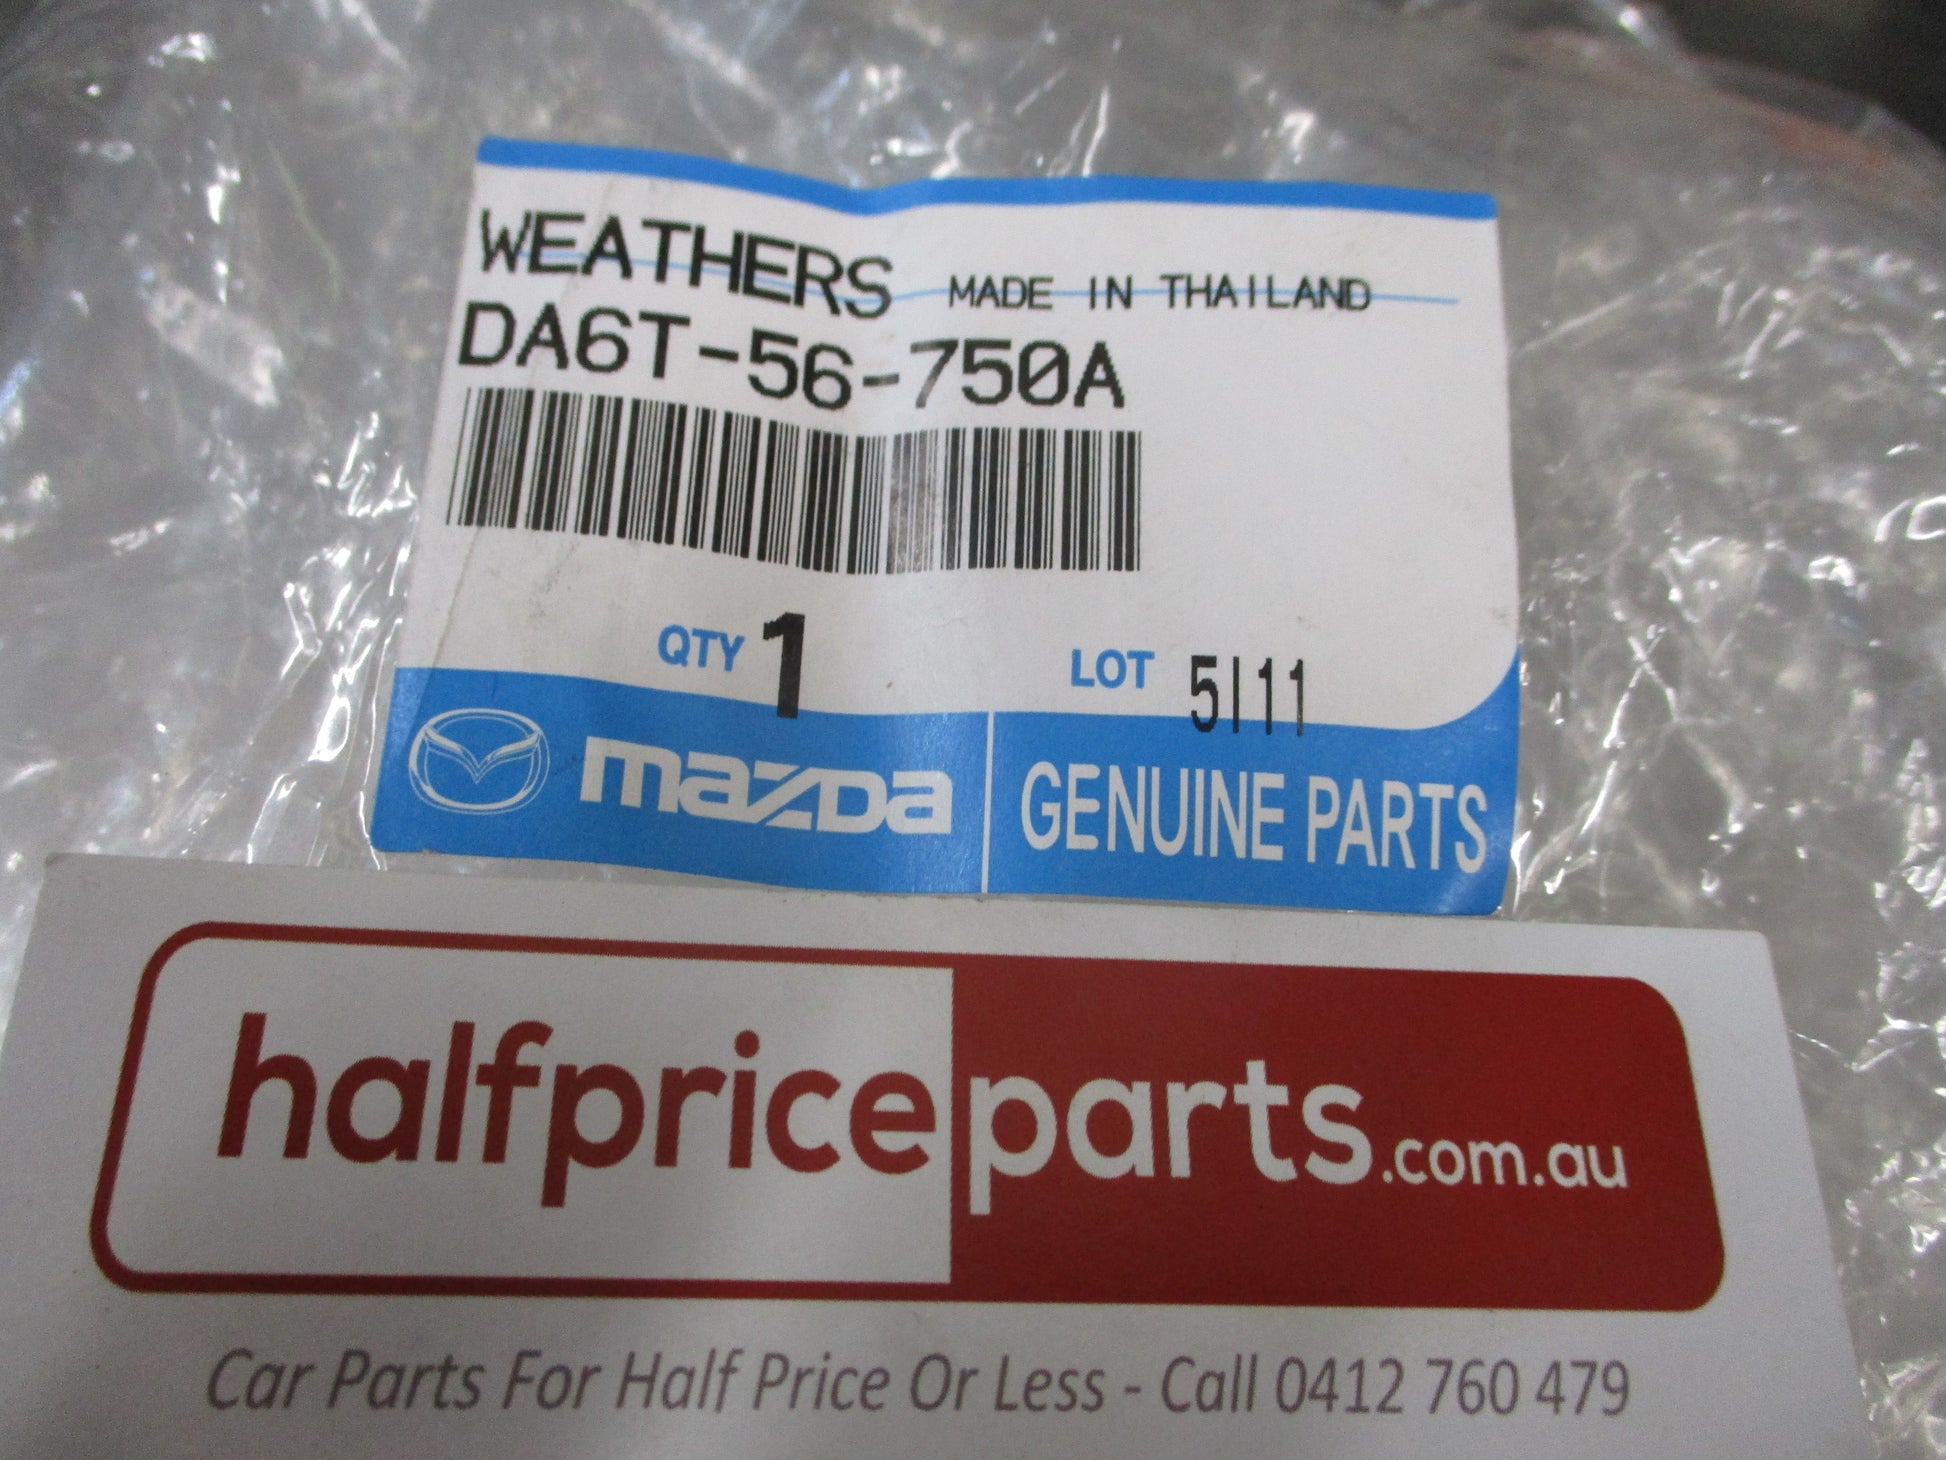 WEATHERS MADE IN THAILAND
DA6T-56-750A
QTY 1 LOT 5I11
mazda GENUINE PARTS
halfpriceparts.com.au
Car Parts For Half Price Or Less - Call 0412 760 479